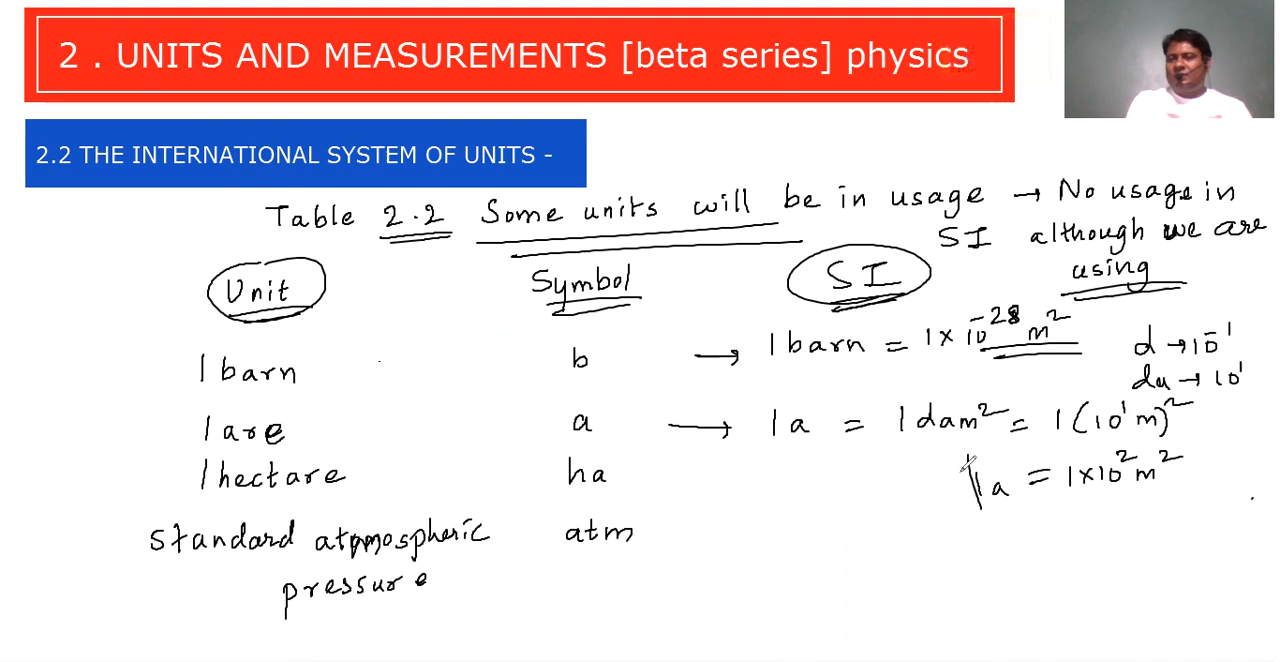 2 . UNITS AND MEASUREMENTS [beta series] physics
2.2 THE INTERNATIONAL SYSTEM OF UNITS -
Table 2.2 Some units will be in usage → No usage in
SI although we are
using
Unit Symbol SI
1 barn b → 1 barn = 1 × 10⁻²⁸ m²
d → 10⁻¹
da → 10¹
1 are a → 1 a = 1 dam² = 1 (10¹ m)²
1 hectare ha
1 a = 1×10² m²
standard atmospheric atm
pressure